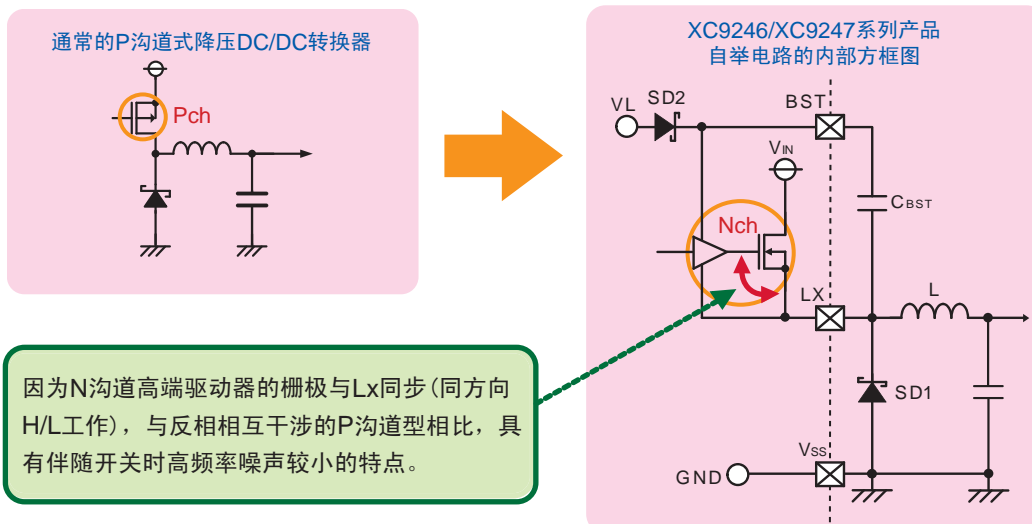 通常的P沟道式降压DC/DC转换器
Pch
XC9246/XC9247系列产品
自举电路的内部方框图
VL
SD2
BST
VIN
CBST
Nch
LX
L
SD1
VSS
GND
因为N沟道高端驱动器的栅极与Lx同步(同方向
H/L工作),与反相相互干涉的P沟道型相比,具
有伴随开关时高频率噪声较小的特点。